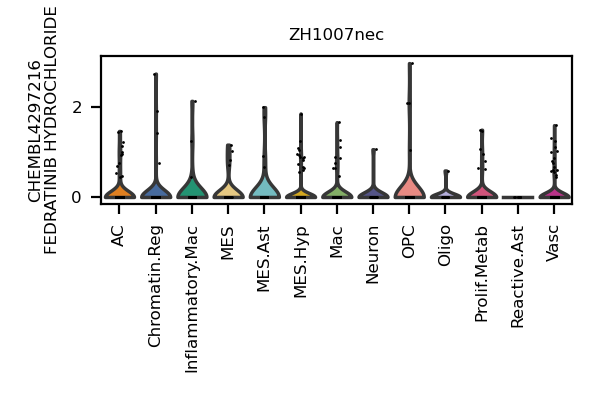 ZH1007nec
CHEMBL4297216
FEDRATINIB HYDROCHLORIDE
2
0
AC
Chromatin.Reg
Inflammatory.Mac
MES
MES.Ast
MES.Hyp
Mac
Neuron
OPC
Oligo
Prolif.Metab
Reactive.Ast
Vasc